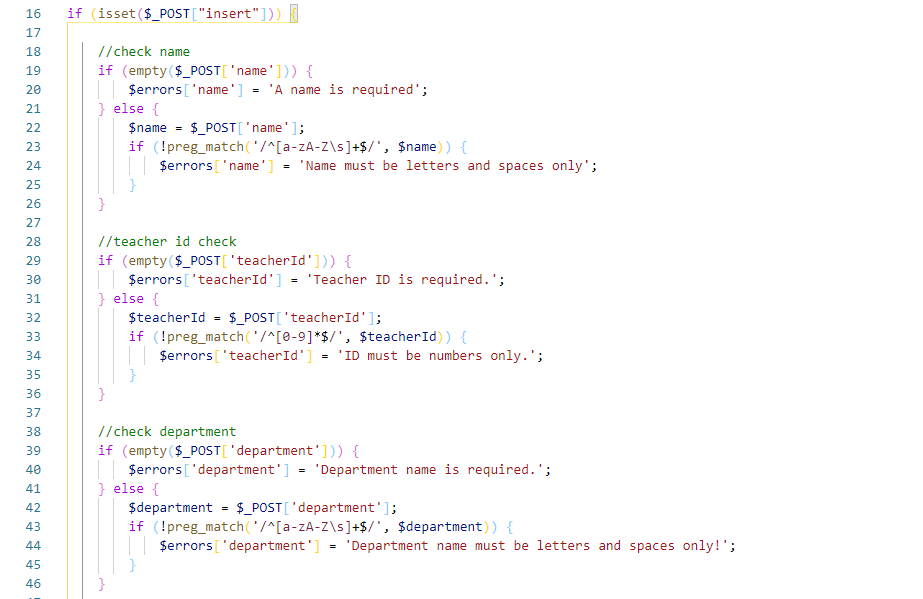 16 if (isset($_POST["insert"])) {
17
18 //check name
19 if (empty($_POST['name'])) {
20 $errors['name'] = 'A name is required';
21 } else {
22 $name = $_POST['name'];
23 if (!preg_match('/^[a-zA-Z\s]+$/', $name)) {
24 $errors['name'] = 'Name must be letters and spaces only';
25 }
26 }
27
28 //teacher id check
29 if (empty($_POST['teacherId'])) {
30 $errors['teacherId'] = 'Teacher ID is required.';
31 } else {
32 $teacherId = $_POST['teacherId'];
33 if (!preg_match('/^[0-9]*$/', $teacherId)) {
34 $errors['teacherId'] = 'ID must be numbers only.';
35 }
36 }
37
38 //check department
39 if (empty($_POST['department'])) {
40 $errors['department'] = 'Department name is required.';
41 } else {
42 $department = $_POST['department'];
43 if (!preg_match('/^[a-zA-Z\s]+$/', $department)) {
44 $errors['department'] = 'Department name must be letters and spaces only!';
45 }
46 }